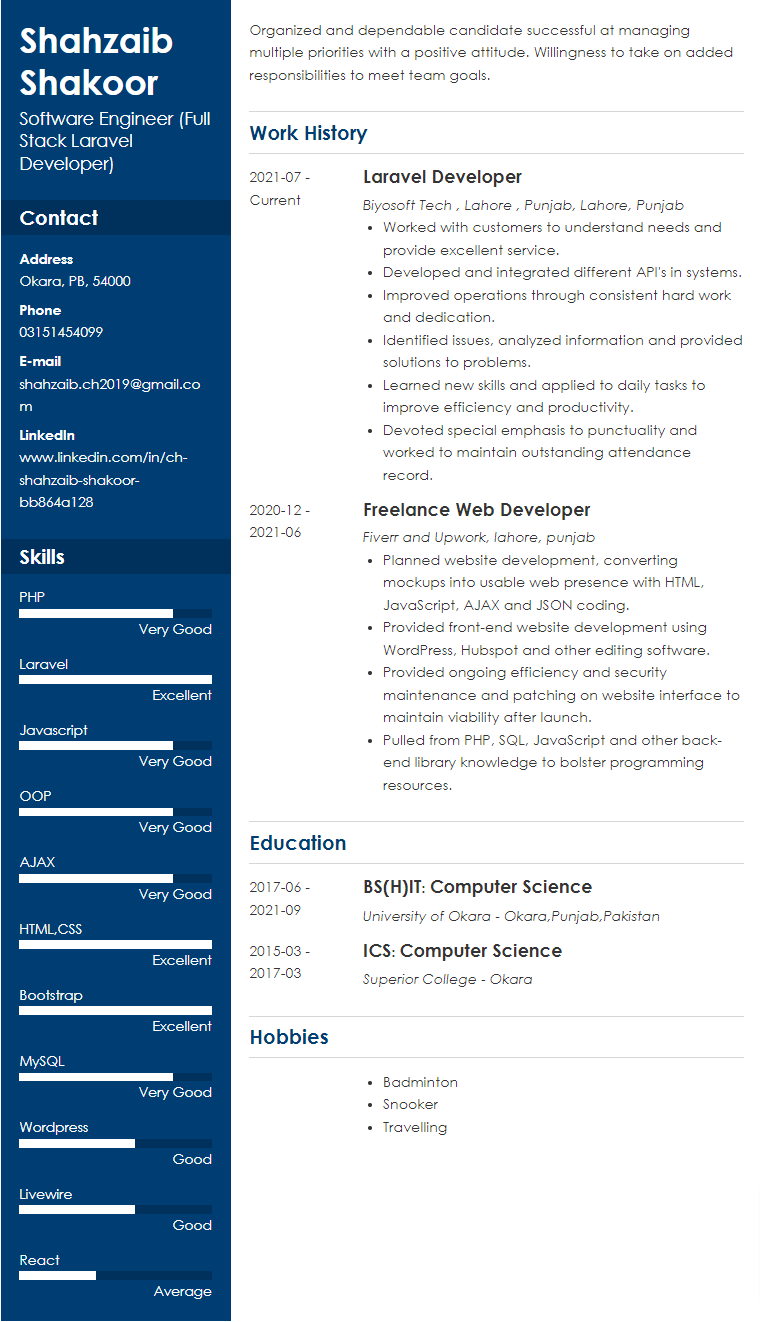 Shahzaib
Shakoor
Software Engineer (Full
Stack Laravel
Developer)
Contact
Address
Okara, PB, 54000
Phone
03151454099
E-mail
shahzaib.ch2019@gmail.co
m
LinkedIn
www.linkedin.com/in/ch-
shahzaib-shakoor-
bb864a128
Skills
PHP
Very Good
Laravel
Excellent
Javascript
Very Good
OOP
Very Good
AJAX
Very Good
HTML,CSS
Excellent
Bootstrap
Excellent
MySQL
Very Good
Wordpress
Good
Livewire
Good
React
Average
Organized and dependable candidate successful at managing
multiple priorities with a positive attitude. Willingness to take on added
responsibilities to meet team goals.
Work History
2021-07 -
Current
Laravel Developer
Biyosoft Tech , Lahore , Punjab, Lahore, Punjab
• Worked with customers to understand needs and
provide excellent service.
• Developed and integrated different API's in systems.
• Improved operations through consistent hard work
and dedication.
• Identified issues, analyzed information and provided
solutions to problems.
• Learned new skills and applied to daily tasks to
improve efficiency and productivity.
• Devoted special emphasis to punctuality and
worked to maintain outstanding attendance
record.
2020-12 -
2021-06
Freelance Web Developer
Fiverr and Upwork, lahore, punjab
• Planned website development, converting
mockups into usable web presence with HTML,
JavaScript, AJAX and JSON coding.
• Provided front-end website development using
WordPress, Hubspot and other editing software.
• Provided ongoing efficiency and security
maintenance and patching on website interface to
maintain viability after launch.
• Pulled from PHP, SQL, JavaScript and other back-
end library knowledge to bolster programming
resources.
Education
2017-06 -
2021-09
BS(H)IT: Computer Science
University of Okara - Okara,Punjab,Pakistan
2015-03 -
2017-03
ICS: Computer Science
Superior College - Okara
Hobbies
• Badminton
• Snooker
• Travelling